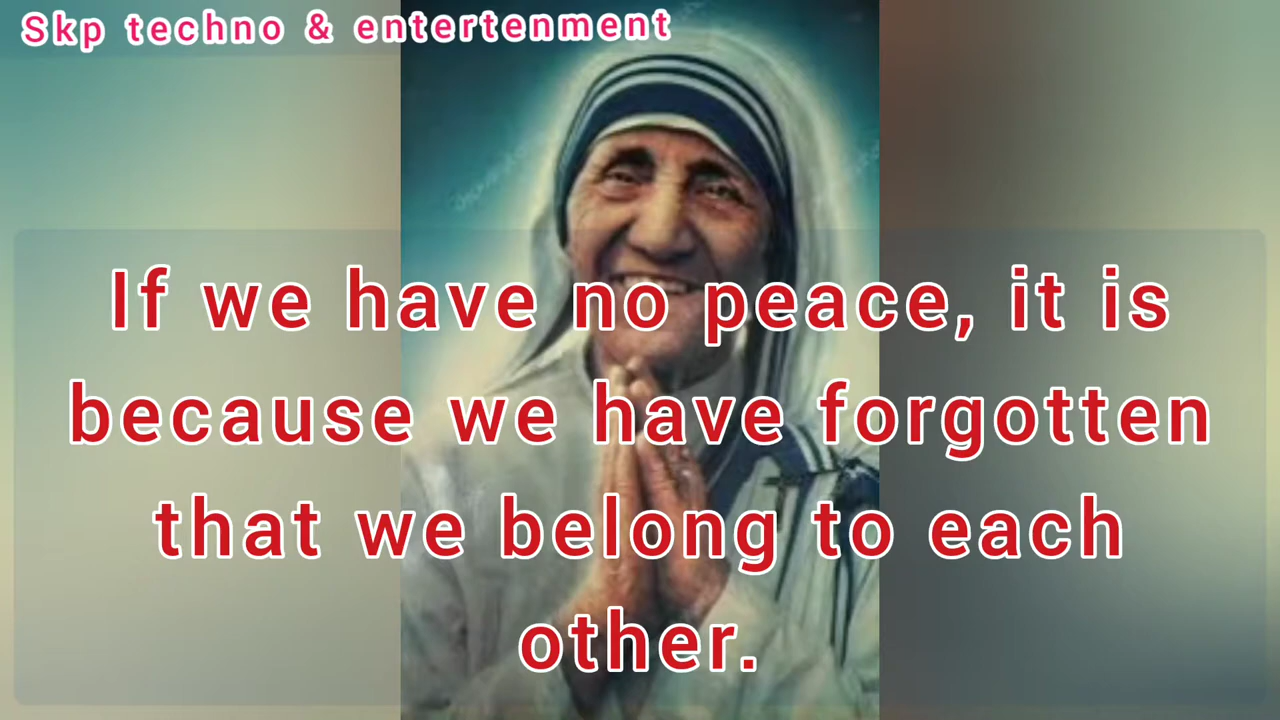 Skp techno & entertenment
If we have no peace, it is
because we have forgotten
that we belong to each
other.